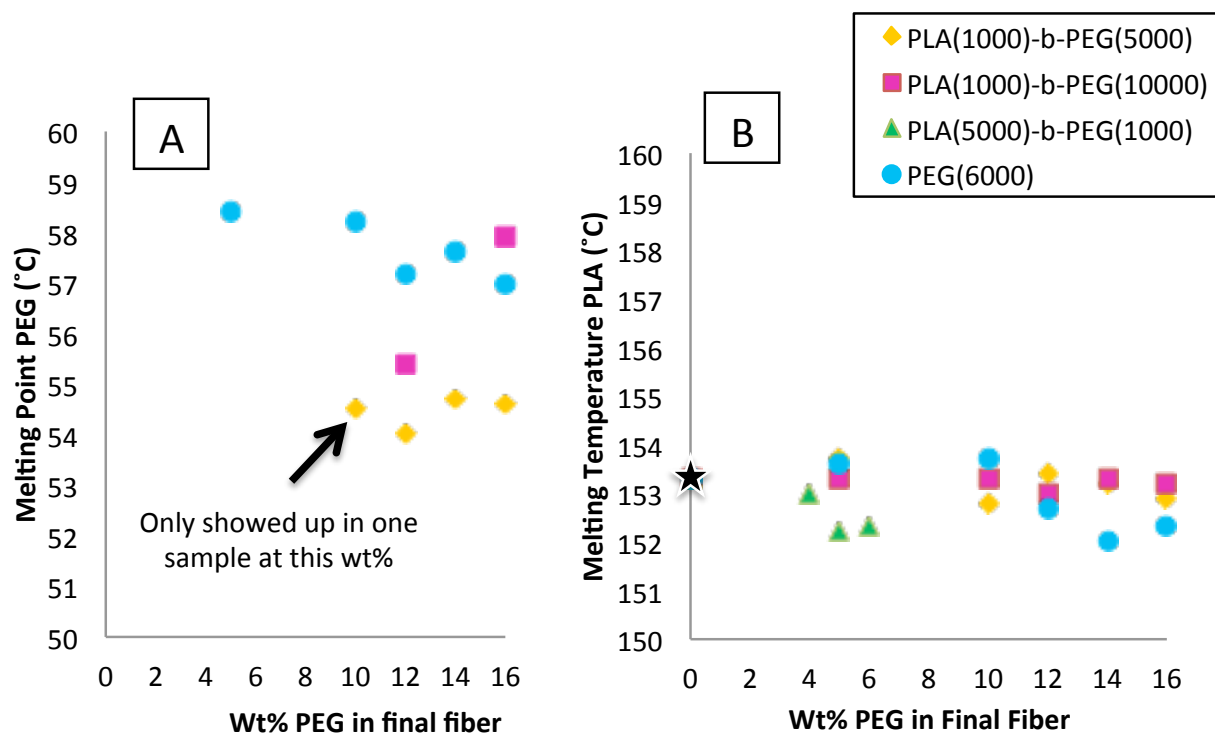 PLA(1000)-b-PEG(5000)
PLA(1000)-b-PEG(10000)
PLA(5000)-b-PEG(1000)
PEG(6000)
A
Melting Point PEG (˚C)
60
59
58
57
56
55
54
53
52
51
50
Only showed up in one
sample at this wt%
0 2 4 6 8 10 12 14 16
Wt% PEG in final fiber
B
Melting Temperature PLA (˚C)
160
159
158
157
156
155
154
153
152
151
150
0 2 4 6 8 10 12 14 16
Wt% PEG in Final Fiber